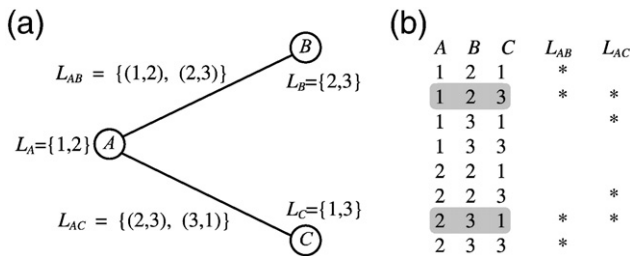 (a)
B
L_AB = {(1,2), (2,3)}
L_B={2,3}
L_A={1,2} A
L_C={1,3}
L_AC = {(2,3), (3,1)}
C
(b)
A B C L_AB L_AC
1 2 1 *
1 2 3 * *
1 3 1 *
1 3 3
2 2 1
2 2 3 *
2 3 1 * *
2 3 3 *